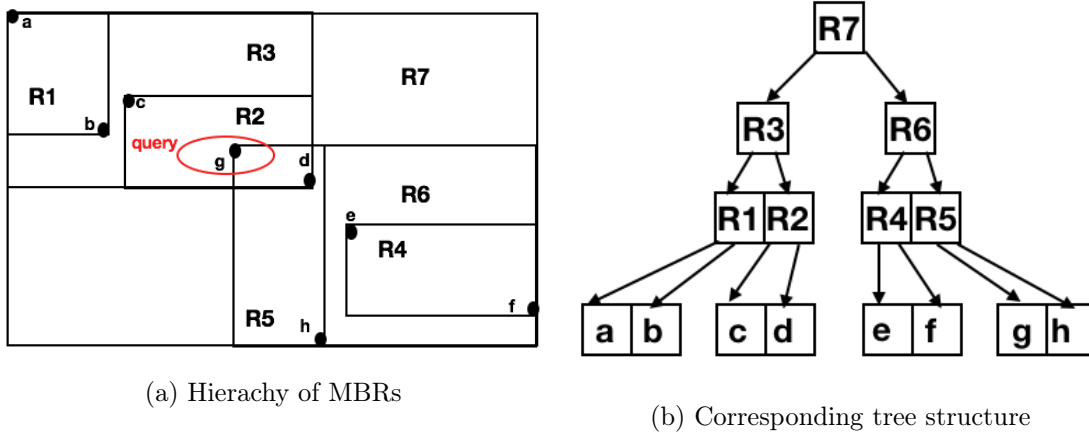 a
R3
R7
R1
c
R2
b
query
g
d
R6
e
R4
f
R5
h
(a) Hierachy of MBRs
R7
R3 R6
R1 R2 R4 R5
a b c d e f g h
(b) Corresponding tree structure